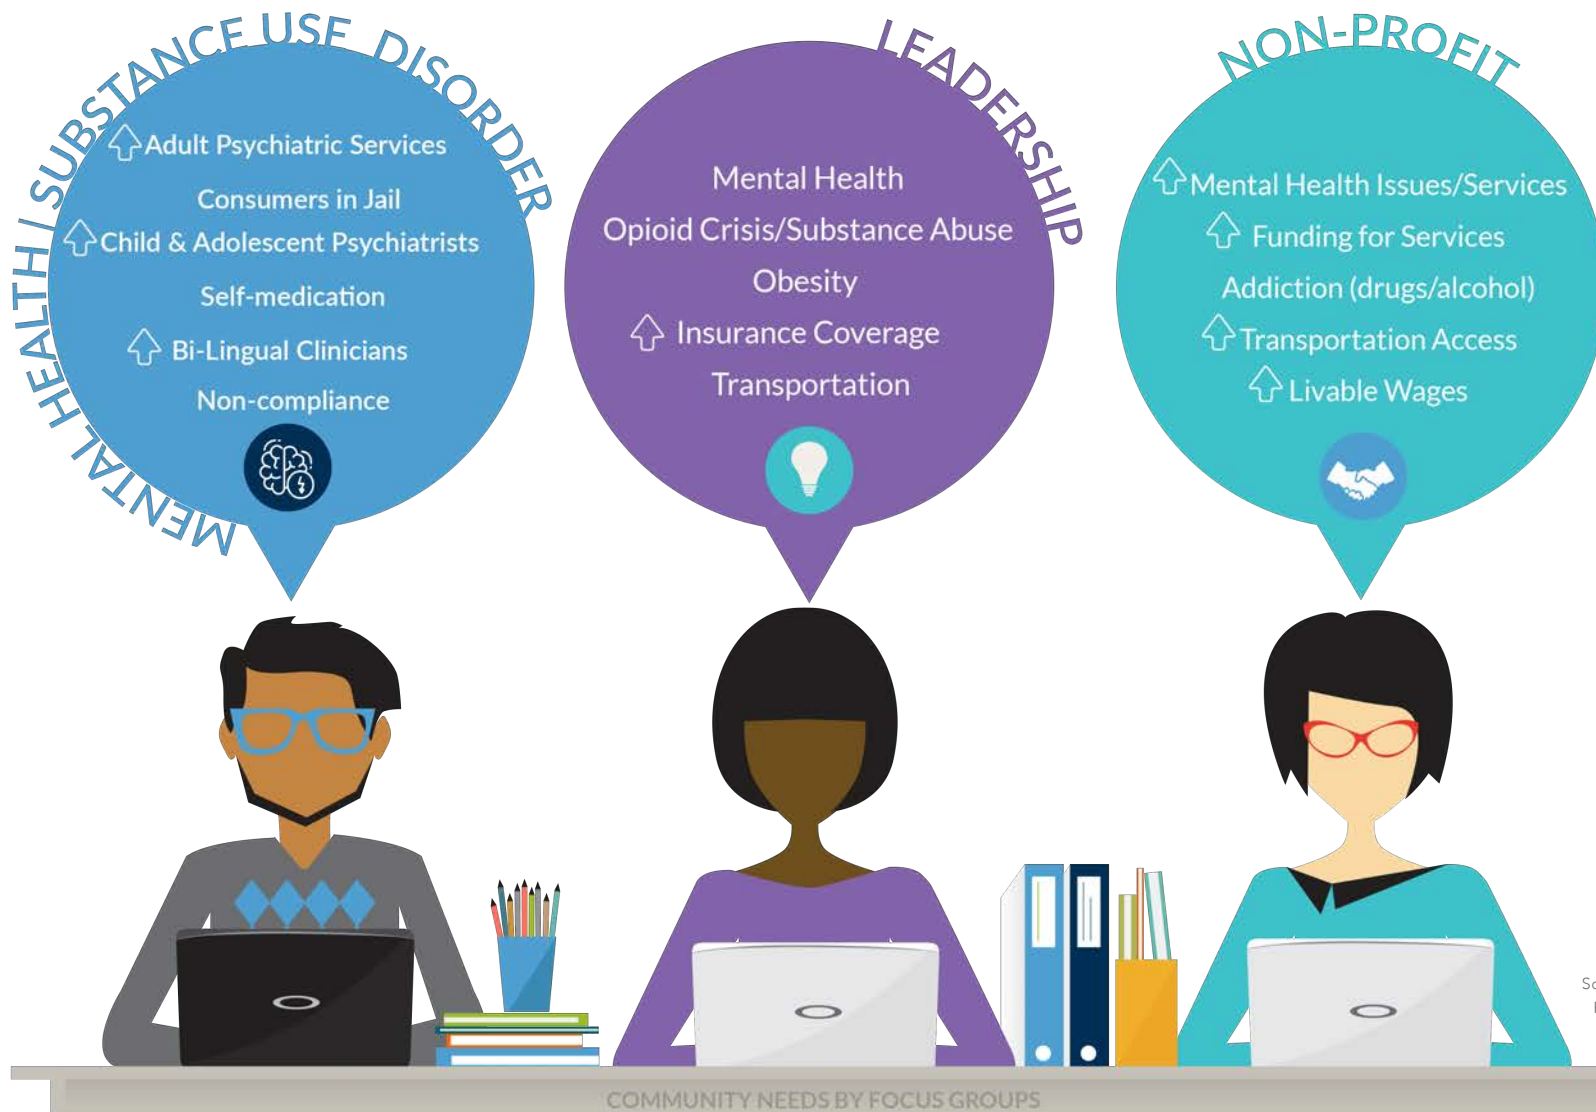 MENTAL HEALTH | SUBSTANCE USE DISORDER
Adult Psychiatric Services
Consumers in Jail
Child & Adolescent Psychiatrists
Self-medication
Bi-Lingual Clinicians
Non-compliance
LEADERSHIP
Mental Health
Opioid Crisis/Substance Abuse
Obesity
Insurance Coverage
Transportation
NON-PROFIT
Mental Health Issues/Services
Funding for Services
Addiction (drugs/alcohol)
Transportation Access
Livable Wages
COMMUNITY NEEDS BY FOCUS GROUPS